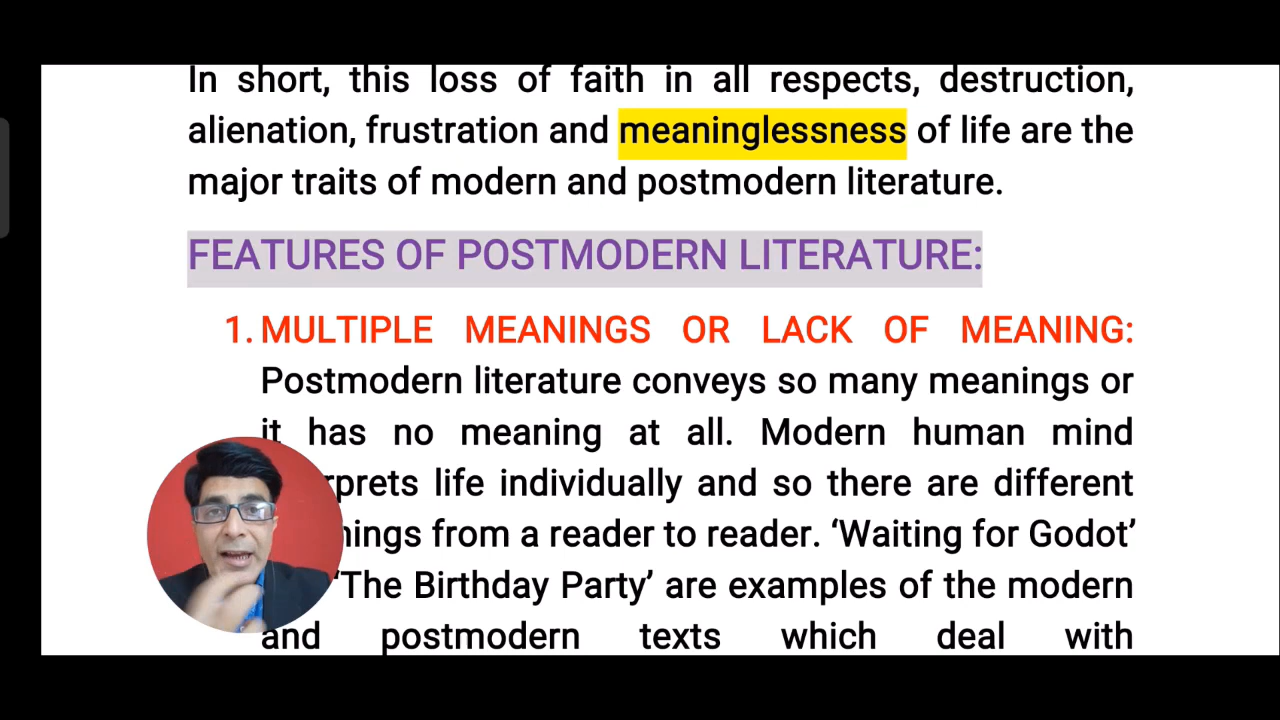 In short, this loss of faith in all respects, destruction,
alienation, frustration and meaninglessness of life are the
major traits of modern and postmodern literature.
FEATURES OF POSTMODERN LITERATURE:
1. MULTIPLE MEANINGS OR LACK OF MEANING:
Postmodern literature conveys so many meanings or
it has no meaning at all. Modern human mind
rprets life individually and so there are different
nings from a reader to reader. ‘Waiting for Godot’
‘The Birthday Party’ are examples of the modern
and postmodern texts which deal with